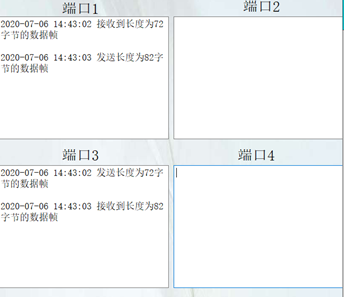 端口1
端口2
2020-07-06 14:43:02 接收到长度为72
字节的数据帧
2020-07-06 14:43:03 发送长度为82字
节的数据帧
端口3
端口4
2020-07-06 14:43:02 发送长度为72字
节的数据帧
2020-07-06 14:43:03 接收到长度为82
字节的数据帧